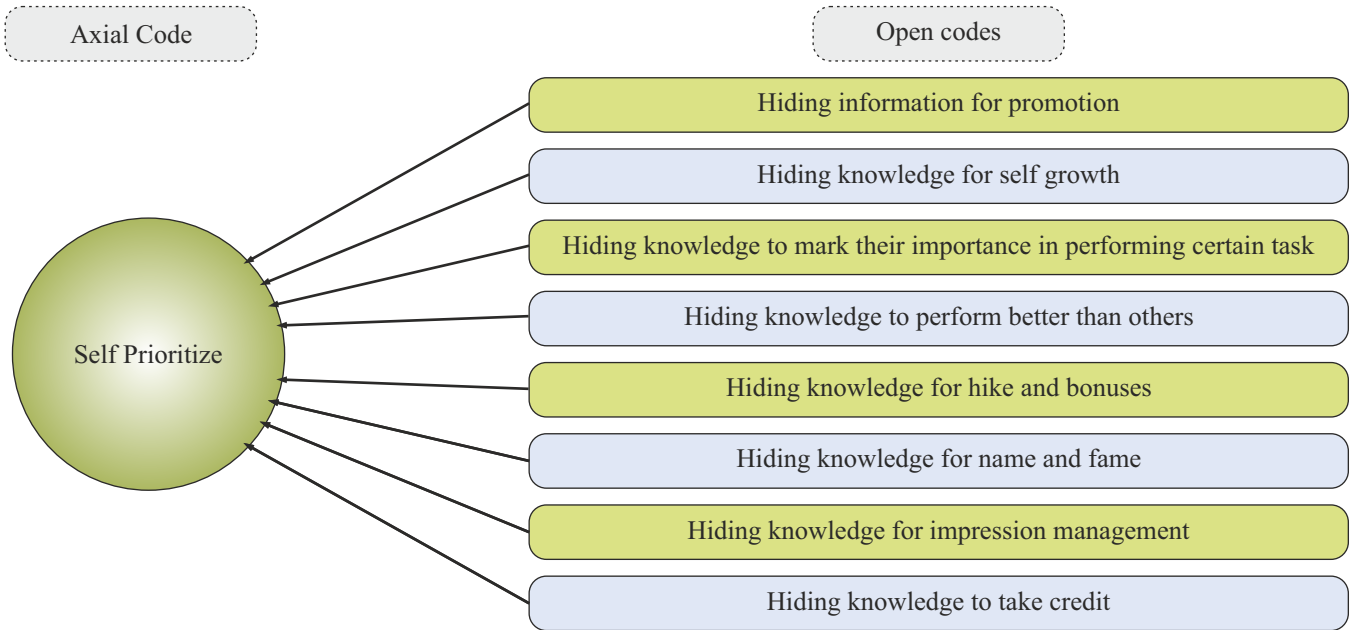 Axial Code
Open codes
Hiding information for promotion
Hiding knowledge for self growth
Hiding knowledge to mark their importance in performing certain task
Hiding knowledge to perform better than others
Self Prioritize
Hiding knowledge for hike and bonuses
Hiding knowledge for name and fame
Hiding knowledge for impression management
Hiding knowledge to take credit